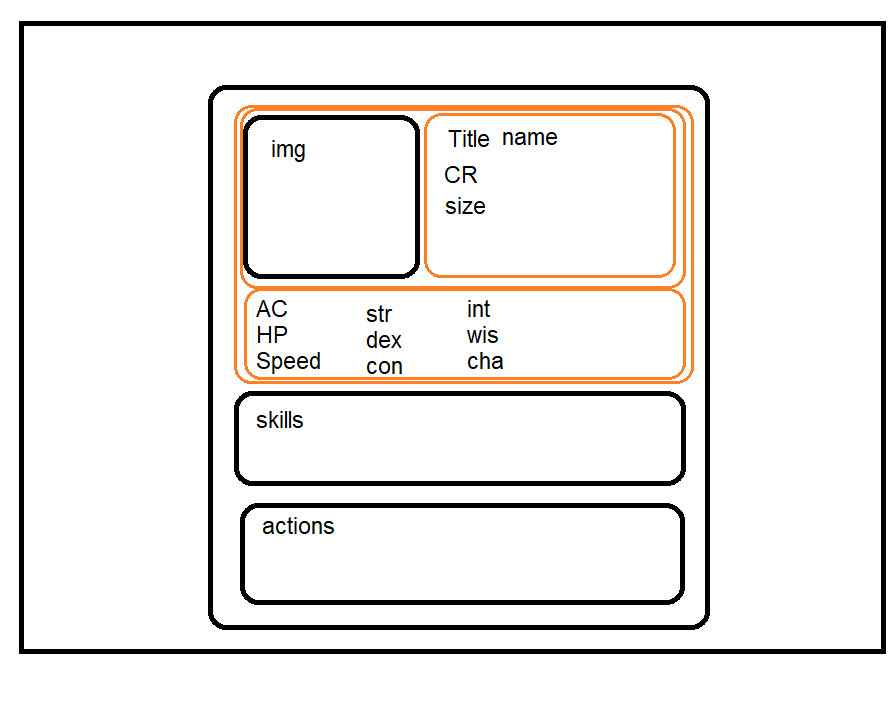 img
Title name
CR
size
AC str int
HP dex wis
Speed con cha
skills
actions